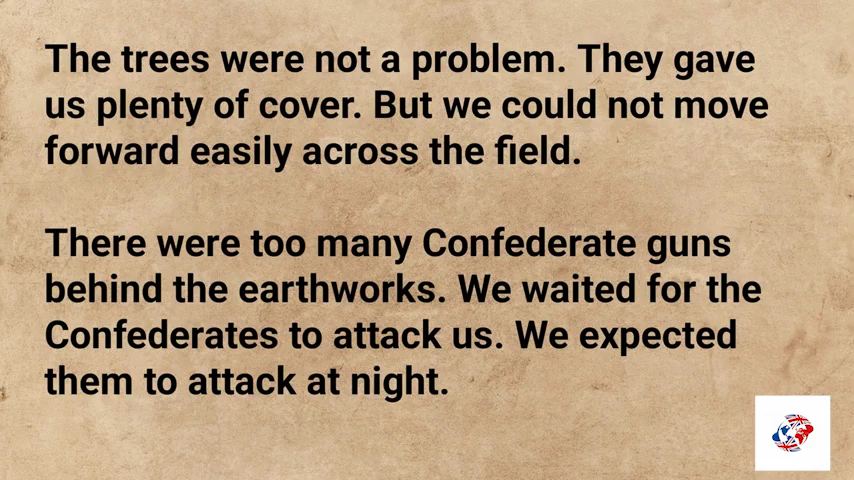 The trees were not a problem. They gave
us plenty of cover. But we could not move
forward easily across the field.
There were too many Confederate guns
behind the earthworks. We waited for the
Confederates to attack us. We expected
them to attack at night.